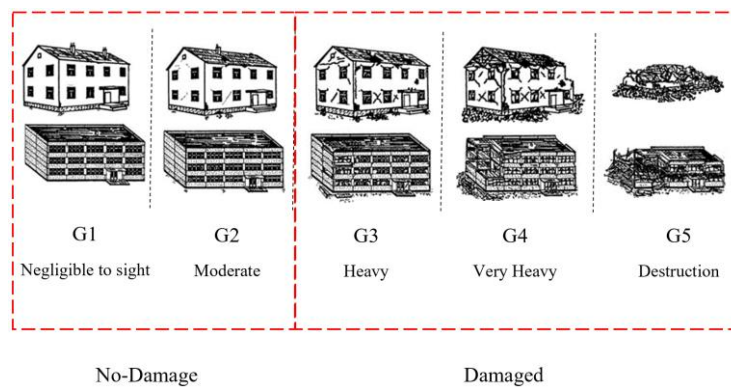 G1 G2 G3 G4 G5
Negligible to sight Moderate Heavy Very Heavy Destruction
No-Damage Damaged